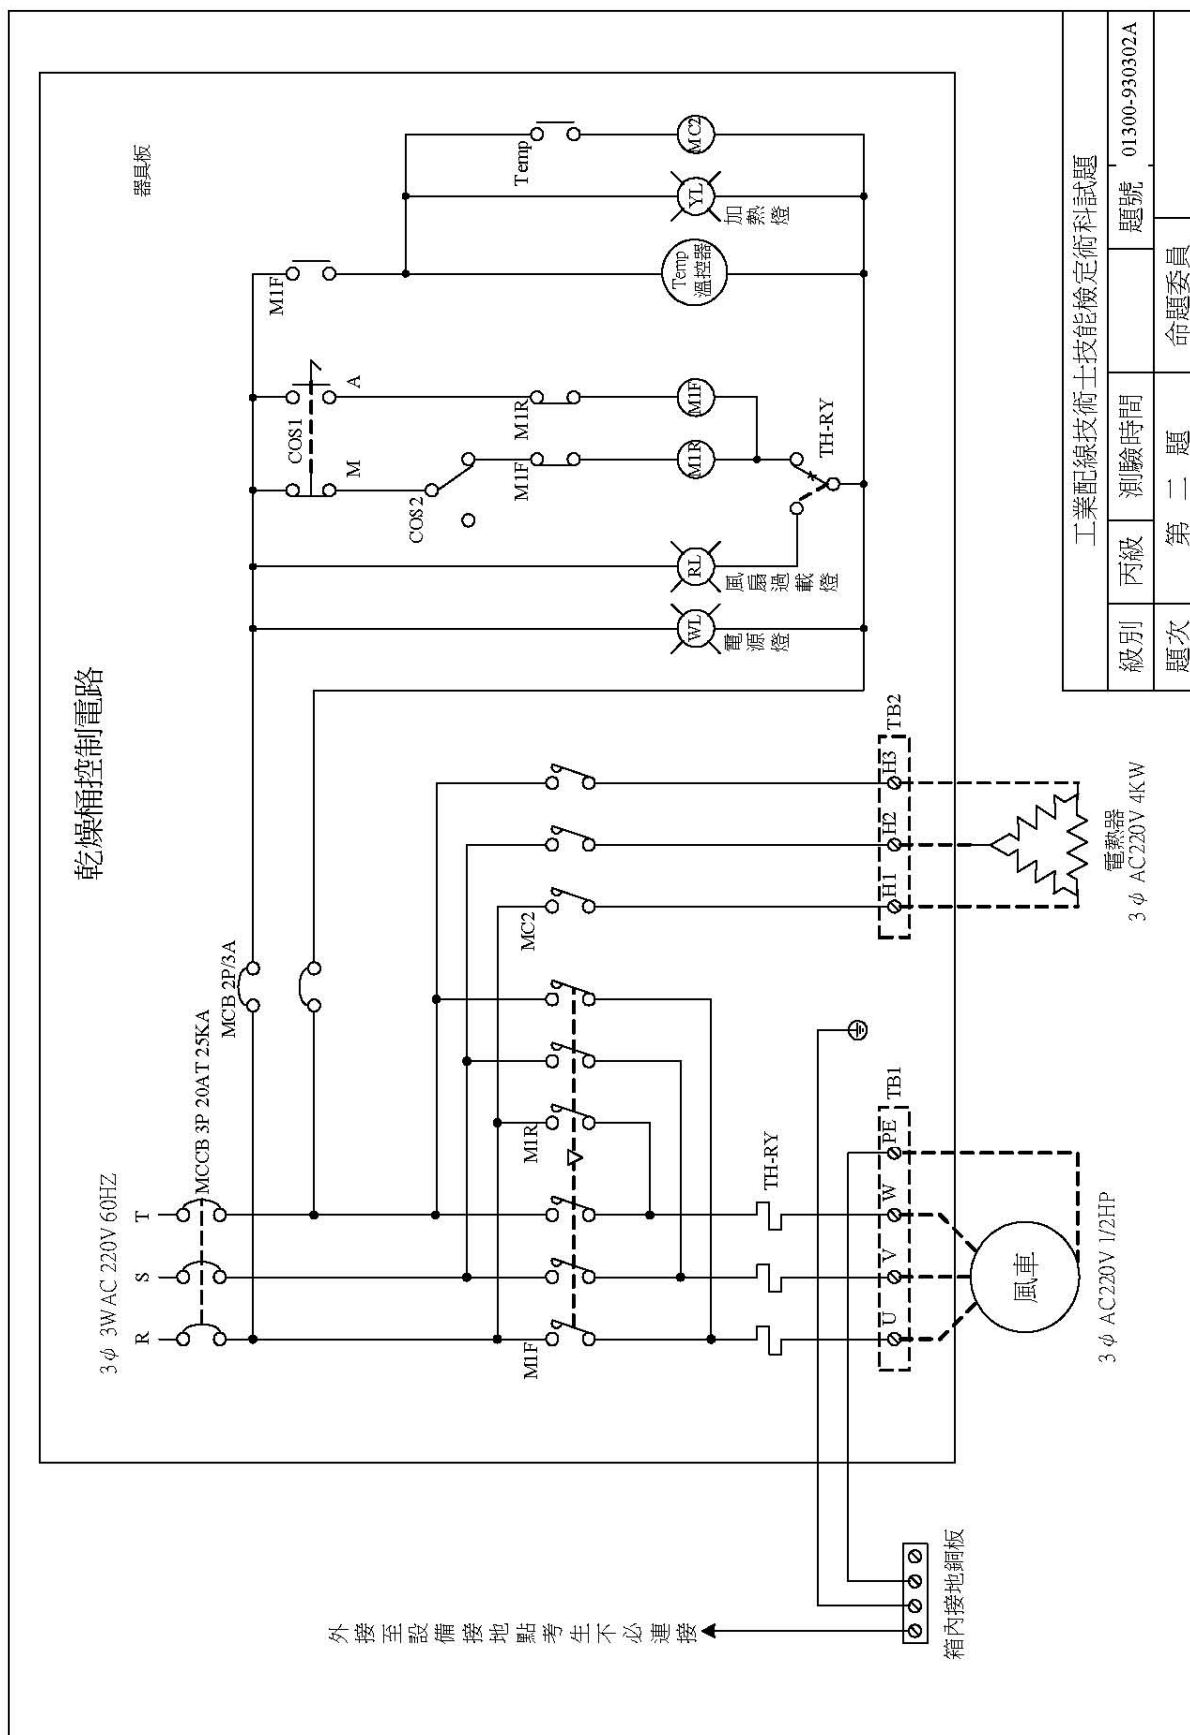 乾燥桶控制電路
器具板
3φ 3WAC 220V 60HZ
R S T
MCCB 3P 20AT 25KA
MCB 2P/3A
M1F
M1R
MC2
TH-RY
U V W PE
TB1
H1 H2 H3
TB2
風車
3φ AC220V 1/2HP
電熱器
3φ AC220V 4KW
COS1
M
A
COS2
M1F
M1R
M1F
M1R
M1F
Temp
WL
電源燈
RL
風扇過載燈
TH-RY
Temp
溫控器
YL
加熱燈
MC2
外接至設備接地點考生不必連接
箱內接地銅板
工業配線技術士技能檢定術科試題
級別 丙級 測驗時間 題號 01300-930302A
題次 第二題 命題委員